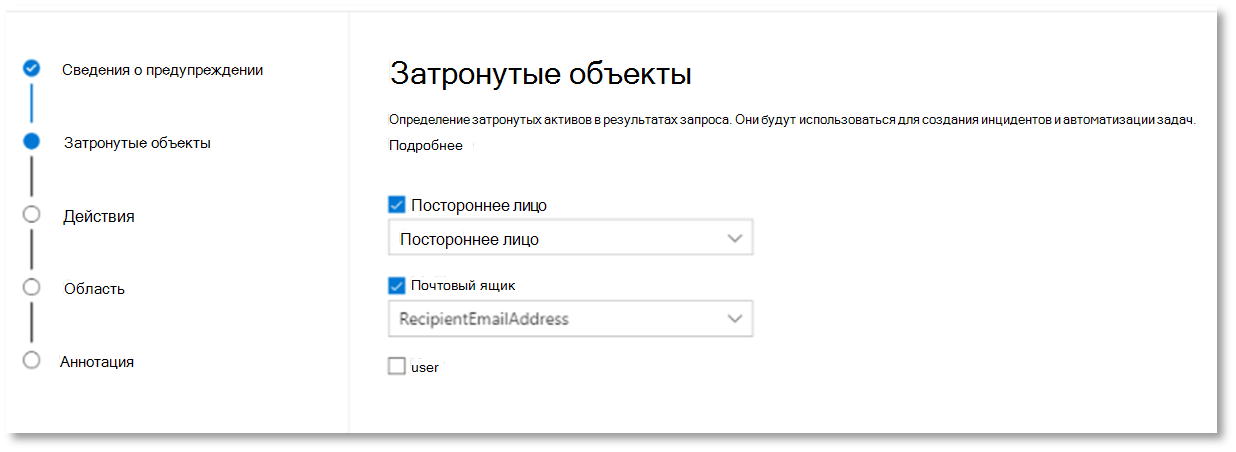 Сведения о предупреждении
Затронутые объекты
Действия
Область
Аннотация
Затронутые объекты
Определение затронутых активов в результатах запроса. Они будут использоваться для создания инцидентов и автоматизации задач.
Подробнее
Постороннее лицо
Постороннее лицо
Почтовый ящик
RecipientEmailAddress
user